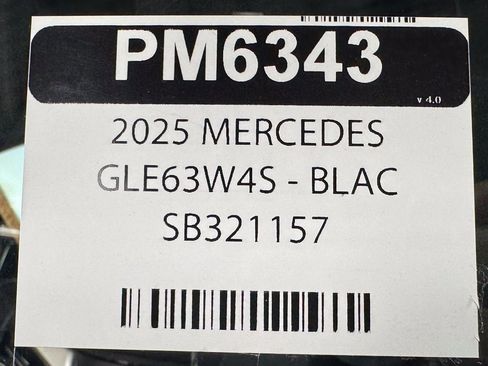 PM6343
v 4.0
2025 MERCEDES
GLE63W4S - BLAC
SB321157